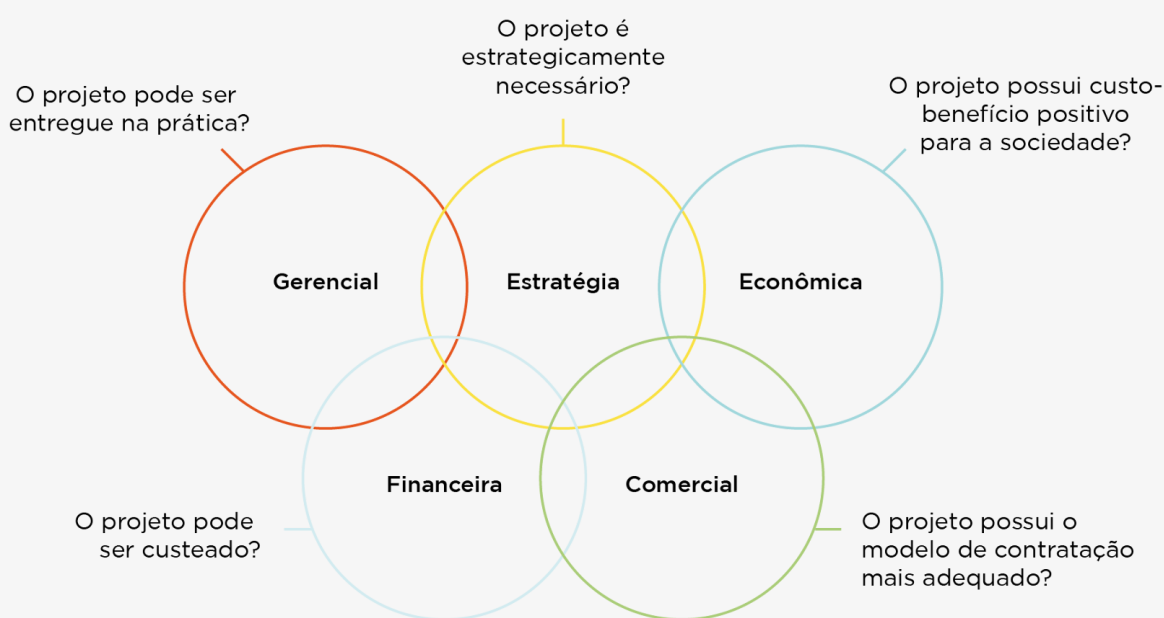 O projeto é
estrategicamente
necessário?
O projeto pode ser
entregue na prática?
O projeto possui custo-
benefício positivo
para a sociedade?
Gerencial
Estratégia
Econômica
Financeira
Comercial
O projeto pode
ser custeado?
O projeto possui o
modelo de contratação
mais adequado?